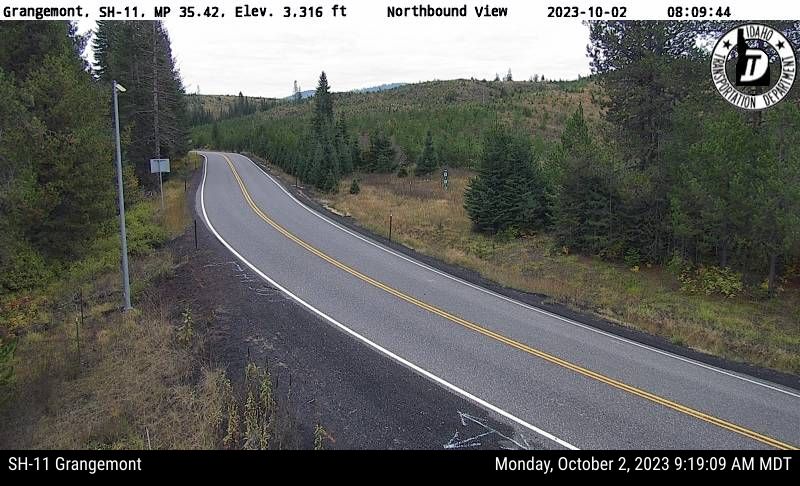 Grangemont, SH-11, MP 35.42, Elev. 3,316 ft Northbound View 2023-10-02 08:09:44
IDAHO
TRANSPORTATION DEPARTMENT
SH-11 Grangemont Monday, October 2, 2023 9:19:09 AM MDT